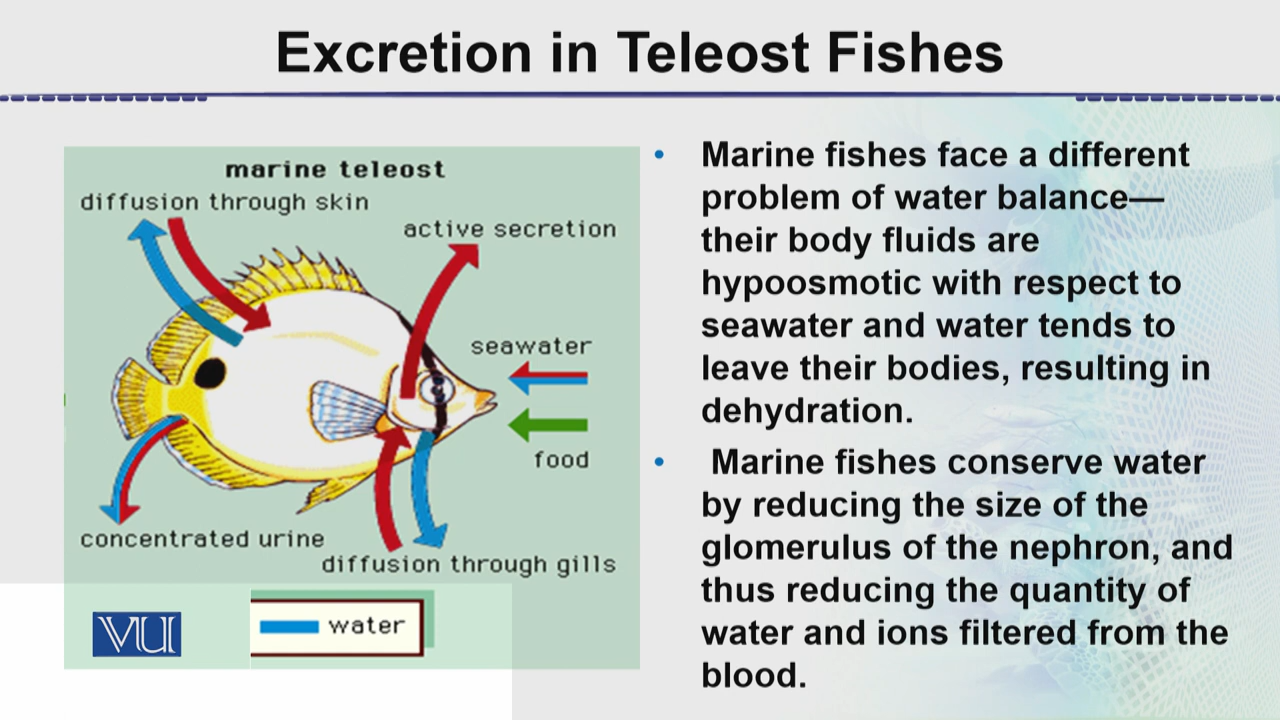 Excretion in Teleost Fishes
marine teleost
diffusion through skin
active secretion
seawater
food
concentrated urine
diffusion through gills
water
VU
• Marine fishes face a different
problem of water balance—
their body fluids are
hypoosmotic with respect to
seawater and water tends to
leave their bodies, resulting in
dehydration.
• Marine fishes conserve water
by reducing the size of the
glomerulus of the nephron, and
thus reducing the quantity of
water and ions filtered from the
blood.